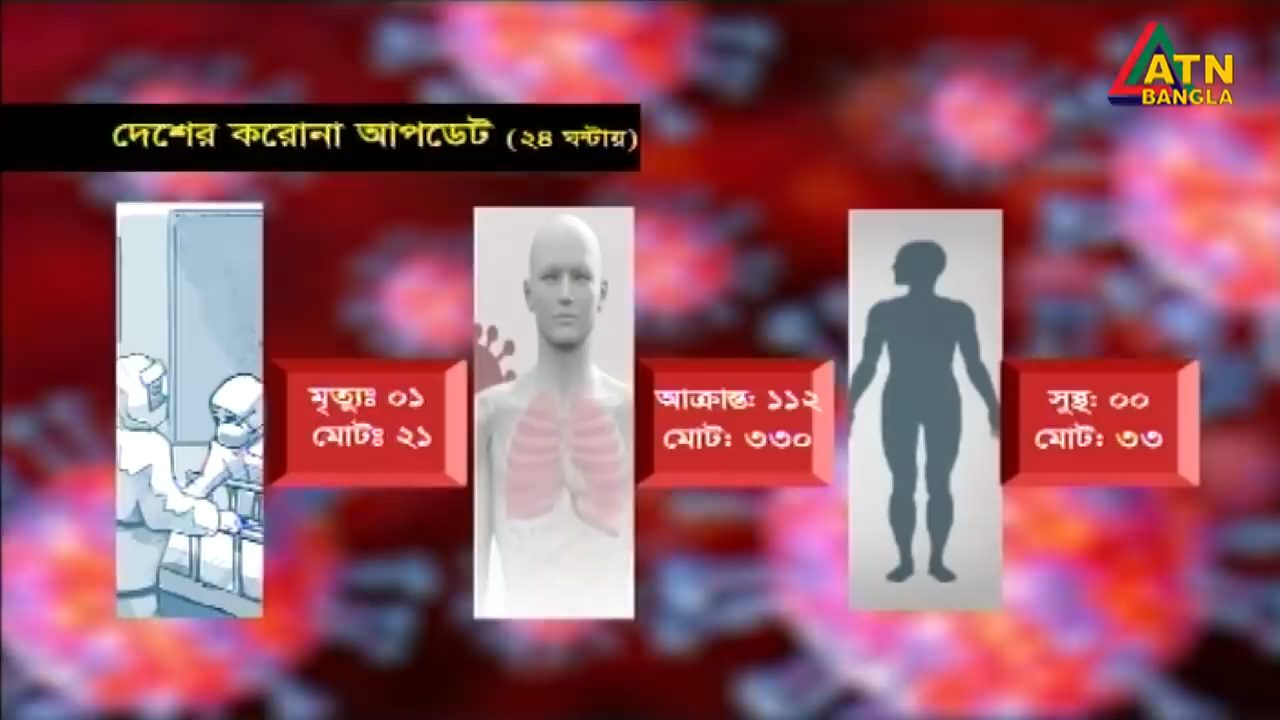 ATN
BANGLA
দেশের করোনা আপডেট (২৪ ঘন্টায়)
মৃত্যুঃ ০১
মোটঃ ২১
আক্রান্ত: ১১২
মোট: ৩৩০
সুস্থ: ০০
মোট: ৩৩